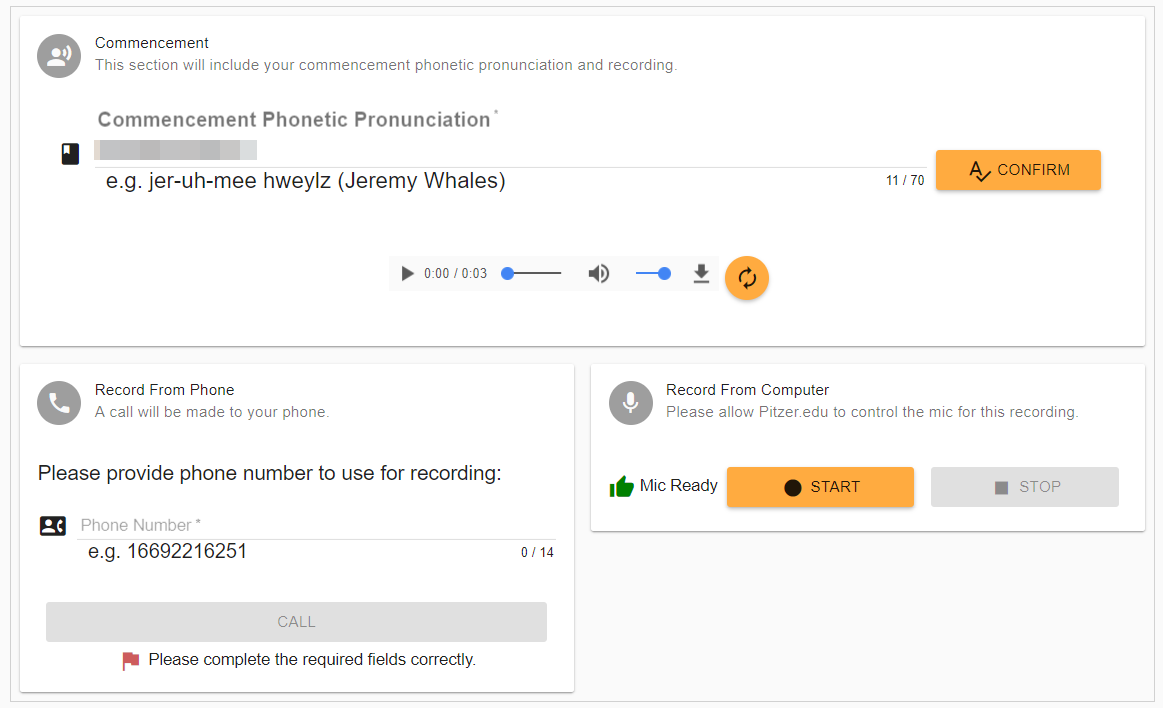 Commencement
This section will include your commencement phonetic pronunciation and recording.
Commencement Phonetic Pronunciation *
e.g. jer-uh-mee hweylz (Jeremy Whales)
11 / 70
CONFIRM
0:00 / 0:03
Record From Phone
A call will be made to your phone.
Please provide phone number to use for recording:
Phone Number *
e.g. 16692216251
0 / 14
CALL
Please complete the required fields correctly.
Record From Computer
Please allow Pitzer.edu to control the mic for this recording.
Mic Ready
START
STOP